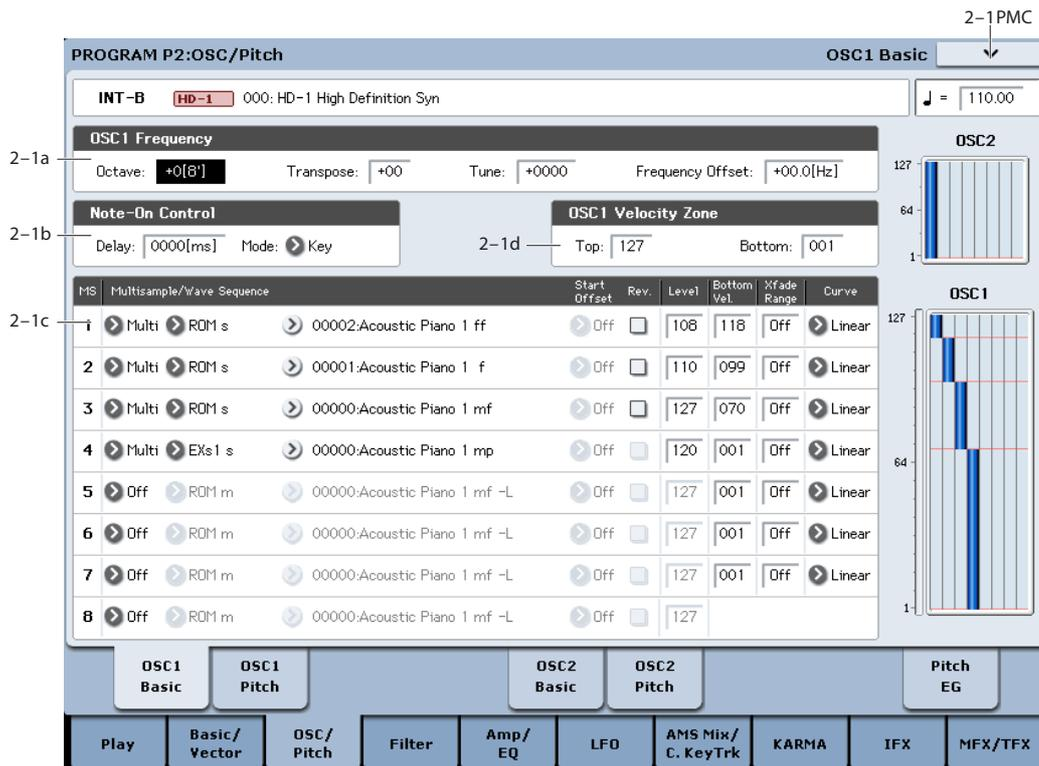 2-1PMC
PROGRAM P2:OSC/Pitch OSC1 Basic
INT-B HD-1 000: HD-1 High Definition Syn ♩ = 110.00
OSC1 Frequency
2-1a
Octave: +0[8'] Transpose: +00 Tune: +0000 Frequency Offset: +00.0[Hz]
Note-On Control
2-1b
Delay: 0000[ms] Mode: Key
OSC1 Velocity Zone
2-1d
Top: 127 Bottom: 001
OSC2
127
64
1
MS Multisample/Wave Sequence Start Offset Rev. Level Bottom Vel. Xfade Range Curve
2-1c
1 Multi ROM s 00002:Acoustic Piano 1 ff Off 108 118 Off Linear
2 Multi ROM s 00001:Acoustic Piano 1 f Off 110 099 Off Linear
3 Multi ROM s 00000:Acoustic Piano 1 mf Off 127 070 Off Linear
4 Multi EXs1 s 00000:Acoustic Piano 1 mp Off 120 001 Off Linear
5 Off ROM m 00000:Acoustic Piano 1 mf -L Off 127 001 Off Linear
6 Off ROM m 00000:Acoustic Piano 1 mf -L Off 127 001 Off Linear
7 Off ROM m 00000:Acoustic Piano 1 mf -L Off 127 001 Off Linear
8 Off ROM m 00000:Acoustic Piano 1 mf -L Off 127
OSC1
127
64
1
OSC1 Basic
OSC1 Pitch
OSC2 Basic
OSC2 Pitch
Pitch EG
Play
Basic/ Vector
OSC/ Pitch
Filter
Amp/ EQ
LFO
AMS Mix/ C. KeyTrk
KARMA
IFX
MFX/TFX